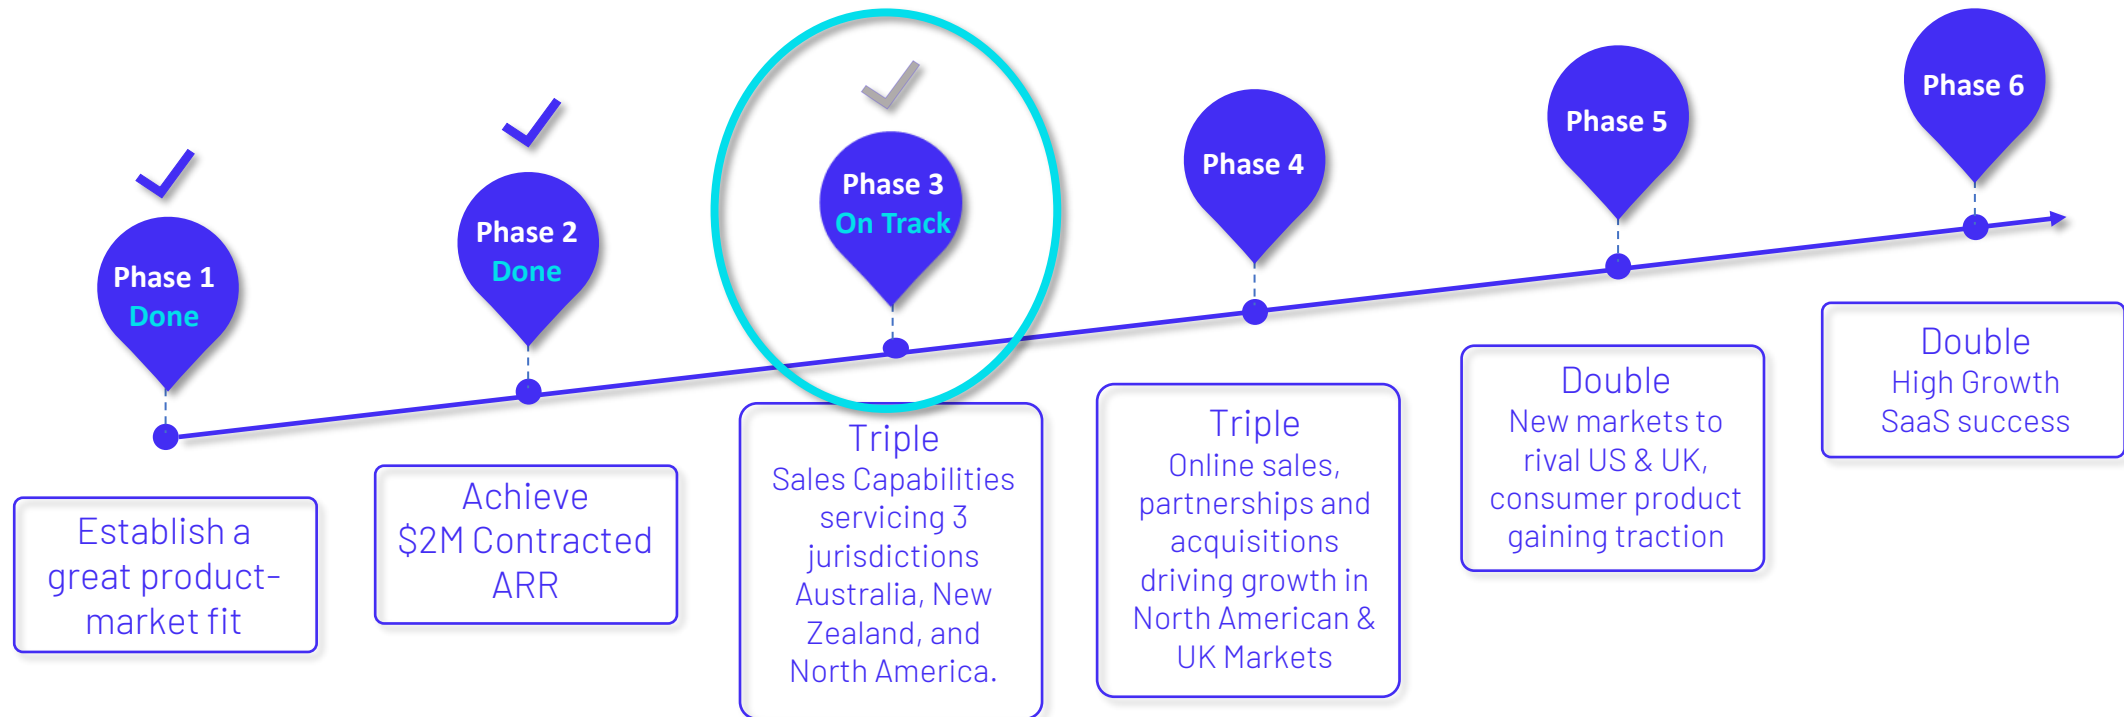 Phase 1
Done
Establish a
great product-
market fit
Phase 2
Done
Achieve
$2M Contracted
ARR
Phase 3
On Track
Triple
Sales Capabilities
servicing 3
jurisdictions
Australia, New
Zealand, and
North America.
Phase 4
Triple
Online sales,
partnerships and
acquisitions
driving growth in
North American &
UK Markets
Phase 5
Double
New markets to
rival US & UK,
consumer product
gaining traction
Phase 6
Double
High Growth
SaaS success